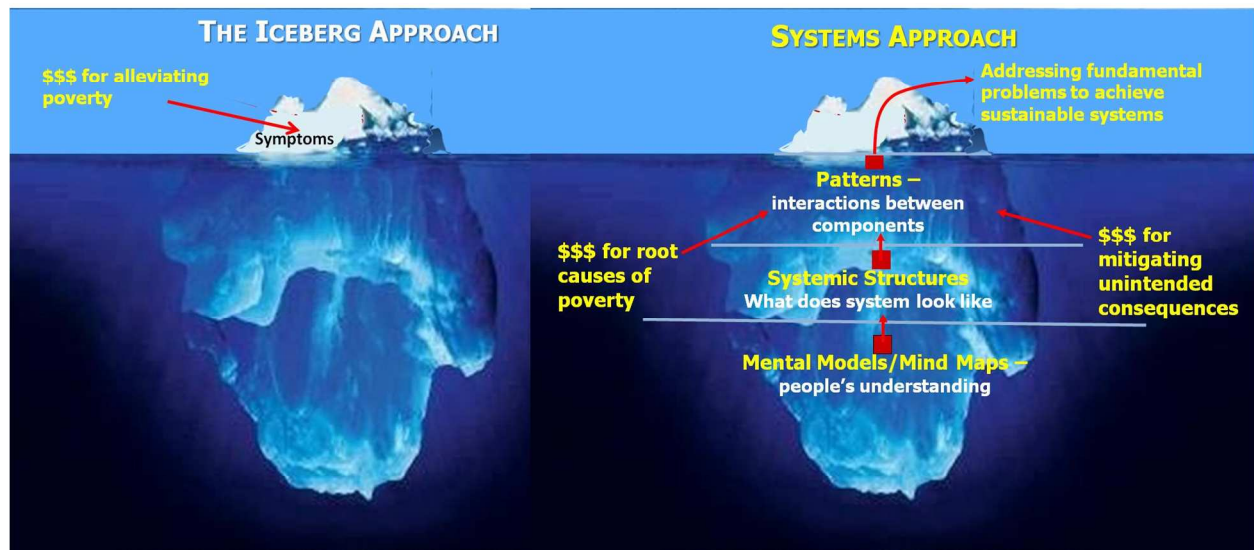 THE ICEBERG APPROACH
$$$ for alleviating
poverty
Symptoms
SYSTEMS APPROACH
Addressing fundamental
problems to achieve
sustainable systems
Patterns –
interactions between
components
$$$ for root
causes of
poverty
$$$ for
mitigating
unintended
consequences
Systemic Structures
What does system look like
Mental Models/Mind Maps –
people's understanding